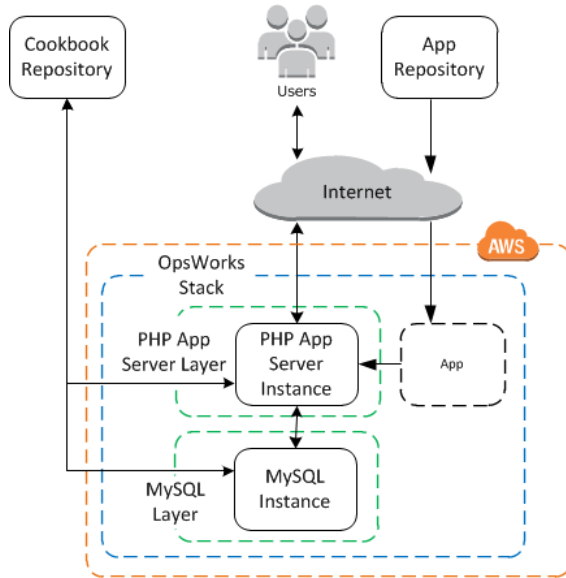 Cookbook
Repository
Users
App
Repository
Internet
AWS
OpsWorks
Stack
PHP App
Server Layer
PHP App
Server
Instance
App
MySQL
Layer
MySQL
Instance